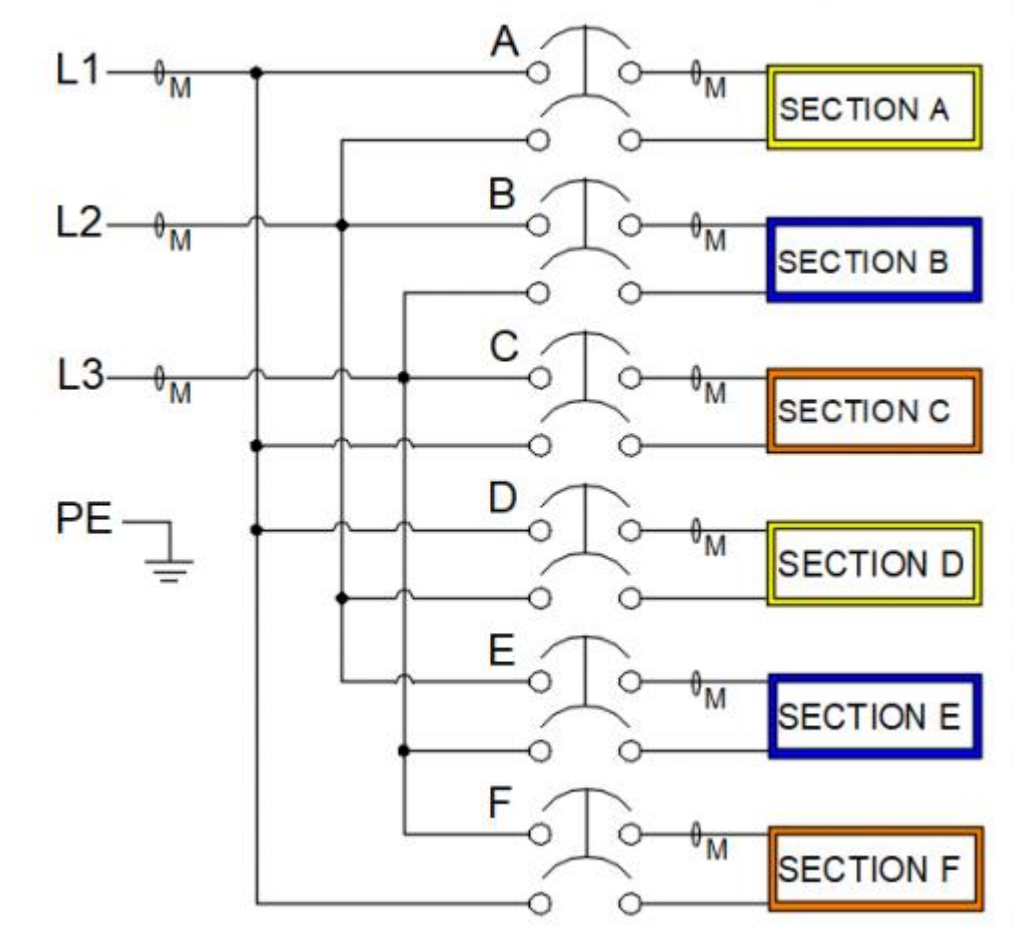 A
L1
M
M
SECTION A
B
L2
M
M
SECTION B
C
L3
M
M
SECTION C
D
PE
M
SECTION D
E
M
SECTION E
F
M
SECTION F